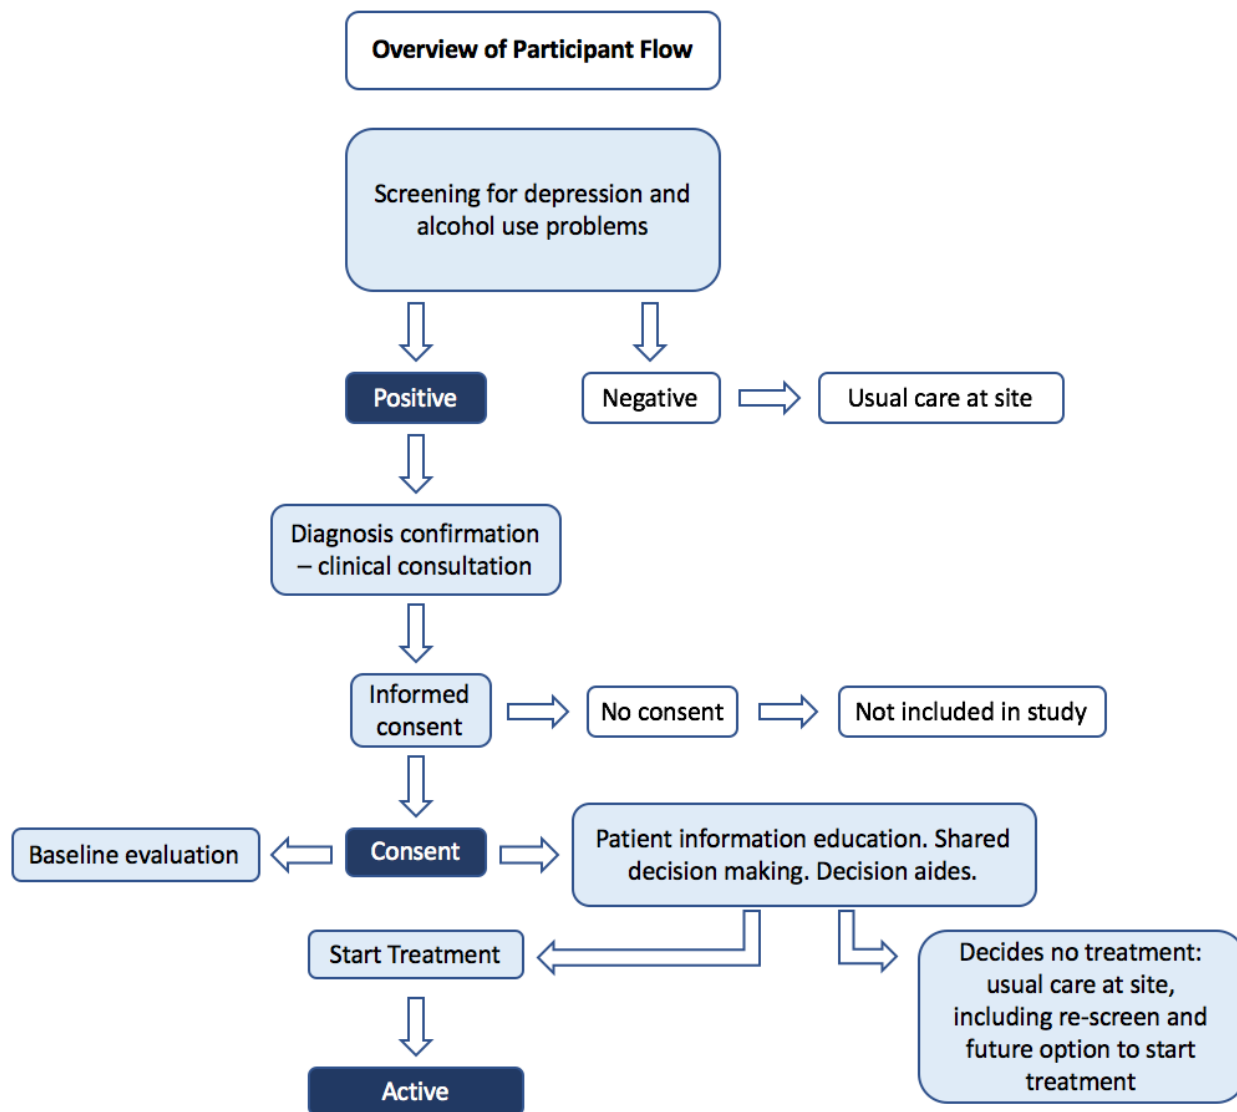 Overview of Participant Flow
Screening for depression and
alcohol use problems
Positive
Negative
Usual care at site
Diagnosis confirmation
– clinical consultation
Informed
consent
No consent
Not included in study
Baseline evaluation
Consent
Patient information education. Shared
decision making. Decision aides.
Start Treatment
Decides no treatment:
usual care at site,
including re-screen and
future option to start
treatment
Active